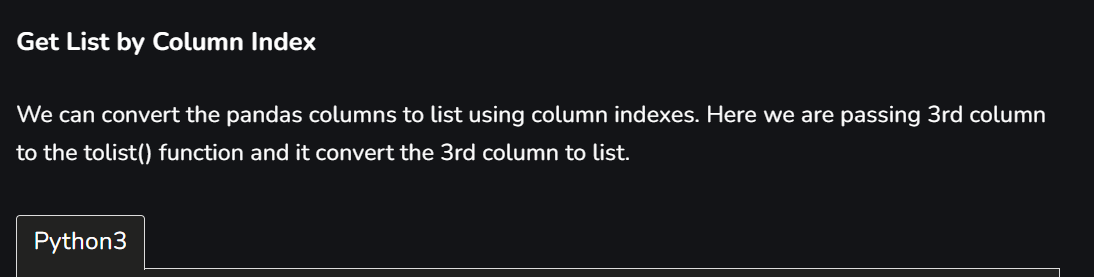 Get List by Column Index
We can convert the pandas columns to list using column indexes. Here we are passing 3rd column
to the tolist() function and it convert the 3rd column to list.
Python3